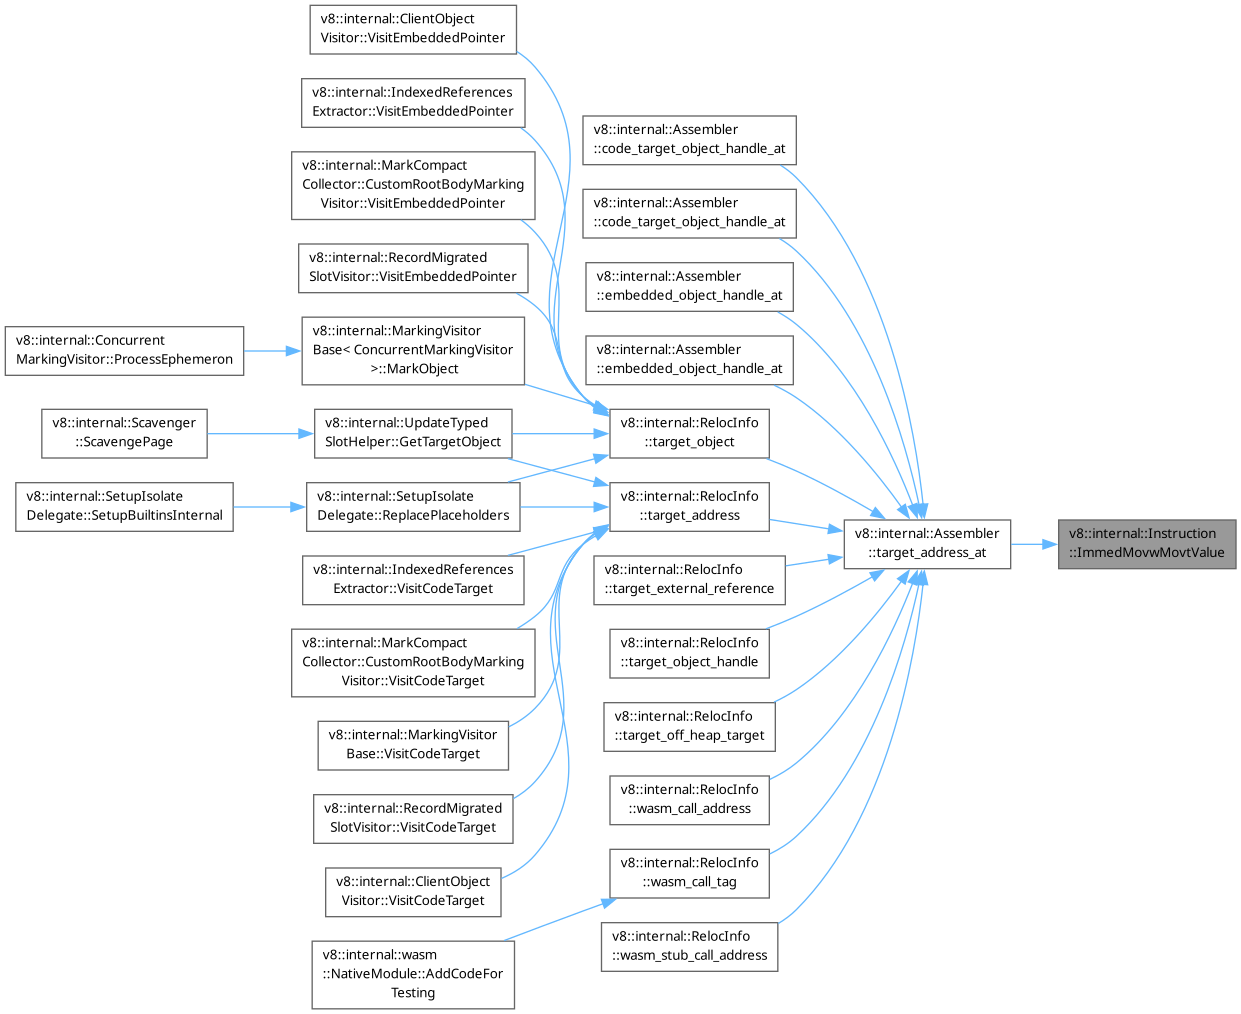 v8::internal::ClientObject
Visitor::VisitEmbeddedPointer
v8::internal::IndexedReferences
Extractor::VisitEmbeddedPointer
v8::internal::MarkCompact
Collector::CustomRootBodyMarking
Visitor::VisitEmbeddedPointer
v8::internal::RecordMigrated
SlotVisitor::VisitEmbeddedPointer
v8::internal::Concurrent
MarkingVisitor::ProcessEphemeron
v8::internal::MarkingVisitor
Base< ConcurrentMarkingVisitor
>::MarkObject
v8::internal::Scavenger
::ScavengePage
v8::internal::UpdateTyped
SlotHelper::GetTargetObject
v8::internal::SetupIsolate
Delegate::SetupBuiltinsInternal
v8::internal::SetupIsolate
Delegate::ReplacePlaceholders
v8::internal::IndexedReferences
Extractor::VisitCodeTarget
v8::internal::MarkCompact
Collector::CustomRootBodyMarking
Visitor::VisitCodeTarget
v8::internal::MarkingVisitor
Base::VisitCodeTarget
v8::internal::RecordMigrated
SlotVisitor::VisitCodeTarget
v8::internal::ClientObject
Visitor::VisitCodeTarget
v8::internal::wasm
::NativeModule::AddCodeFor
Testing
v8::internal::Assembler
::code_target_object_handle_at
v8::internal::Assembler
::code_target_object_handle_at
v8::internal::Assembler
::embedded_object_handle_at
v8::internal::Assembler
::embedded_object_handle_at
v8::internal::RelocInfo
::target_object
v8::internal::RelocInfo
::target_address
v8::internal::RelocInfo
::target_external_reference
v8::internal::RelocInfo
::target_object_handle
v8::internal::RelocInfo
::target_off_heap_target
v8::internal::RelocInfo
::wasm_call_address
v8::internal::RelocInfo
::wasm_call_tag
v8::internal::RelocInfo
::wasm_stub_call_address
v8::internal::Assembler
::target_address_at
v8::internal::Instruction
::ImmedMovwMovtValue